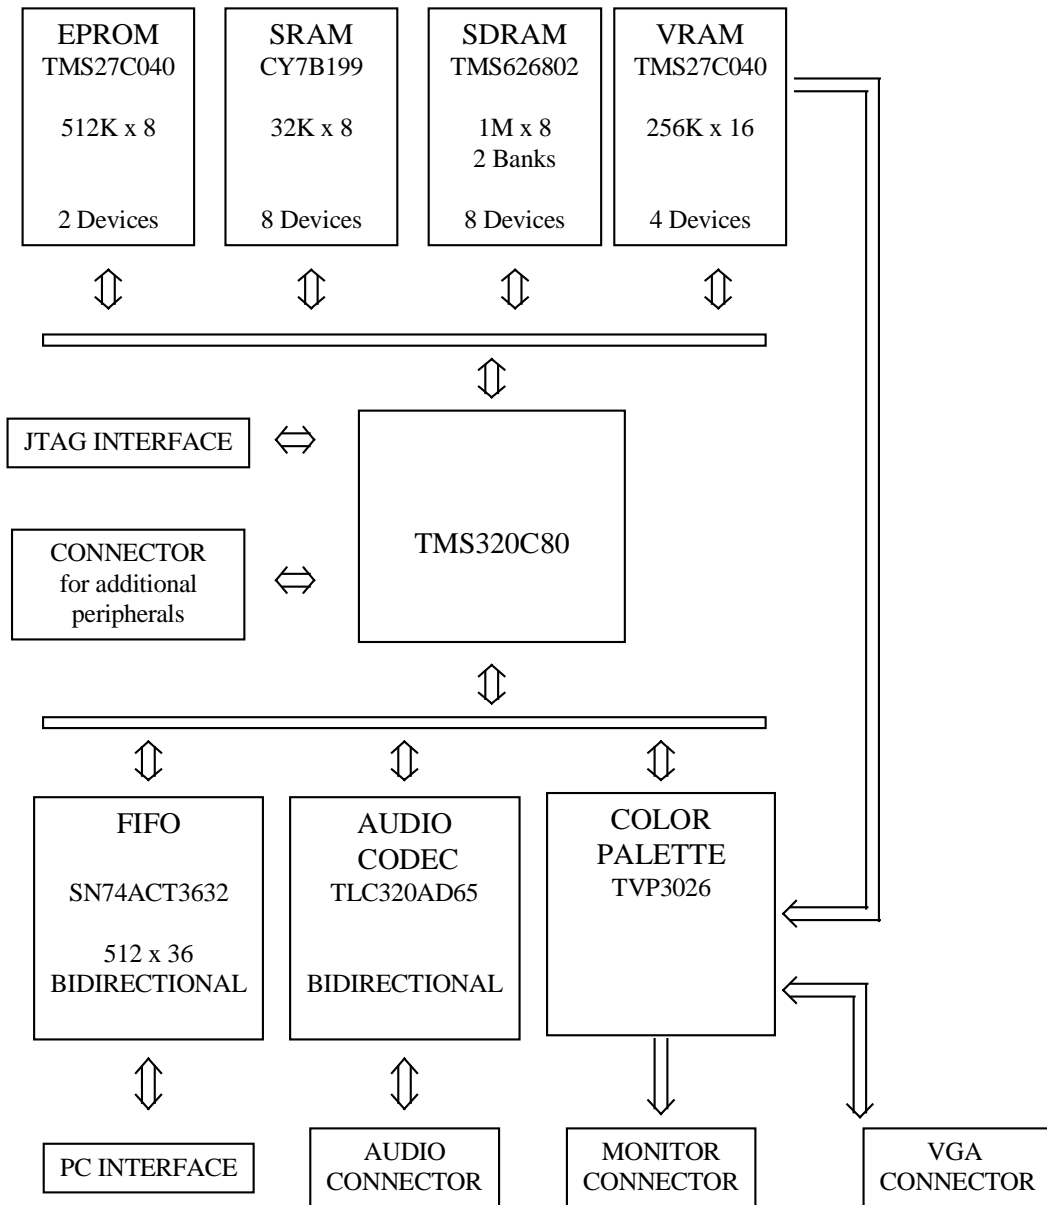 EPROM
TMS27C040
512K x 8
2 Devices
SRAM
CY7B199
32K x 8
8 Devices
SDRAM
TMS626802
1M x 8
2 Banks
8 Devices
VRAM
TMS27C040
256K x 16
4 Devices
JTAG INTERFACE
TMS320C80
CONNECTOR
for additional
peripherals
FIFO
SN74ACT3632
512 x 36
BIDIRECTIONAL
AUDIO
CODEC
TLC320AD65
BIDIRECTIONAL
COLOR
PALETTE
TVP3026
PC INTERFACE
AUDIO
CONNECTOR
MONITOR
CONNECTOR
VGA
CONNECTOR